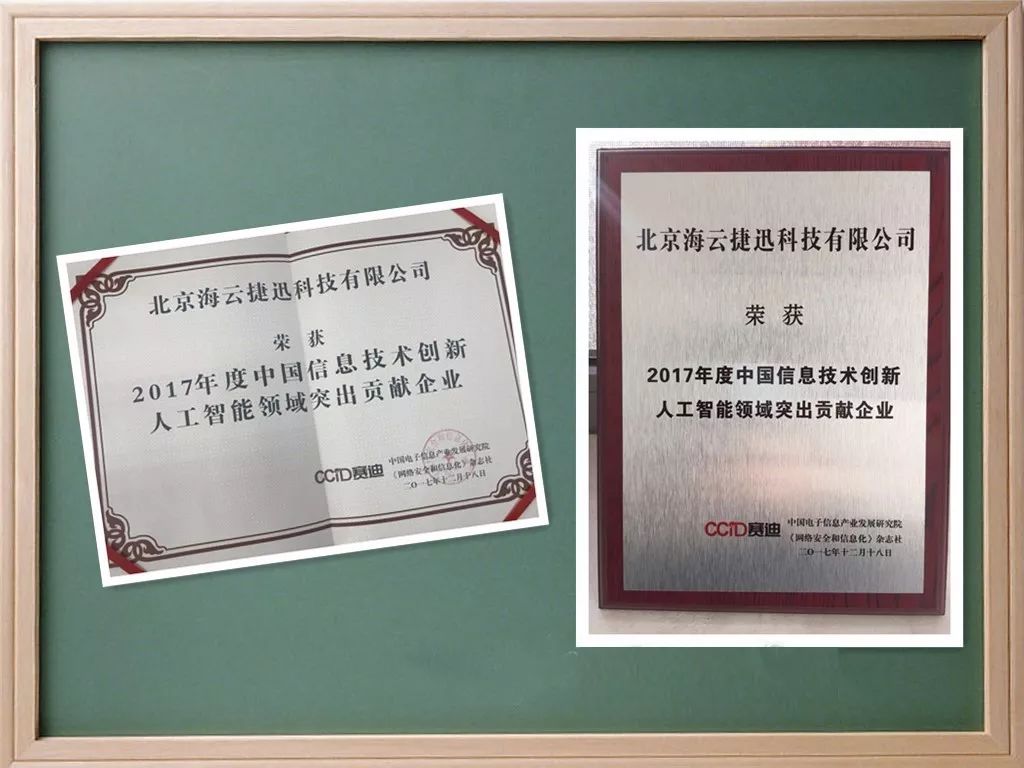 北京海云捷迅科技有限公司
荣 获
2017年度中国信息技术创新
人工智能领域突出贡献企业
CCID赛迪
中国电子信息产业发展研究院
《网络安全和信息化》杂志社
二〇一七年十二月十八日
北京海云捷迅科技有限公司
荣 获
2017年度中国信息技术创新
人工智能领域突出贡献企业
CCID赛迪
中国电子信息产业发展研究院
《网络安全和信息化》杂志社
二〇一七年十二月十八日